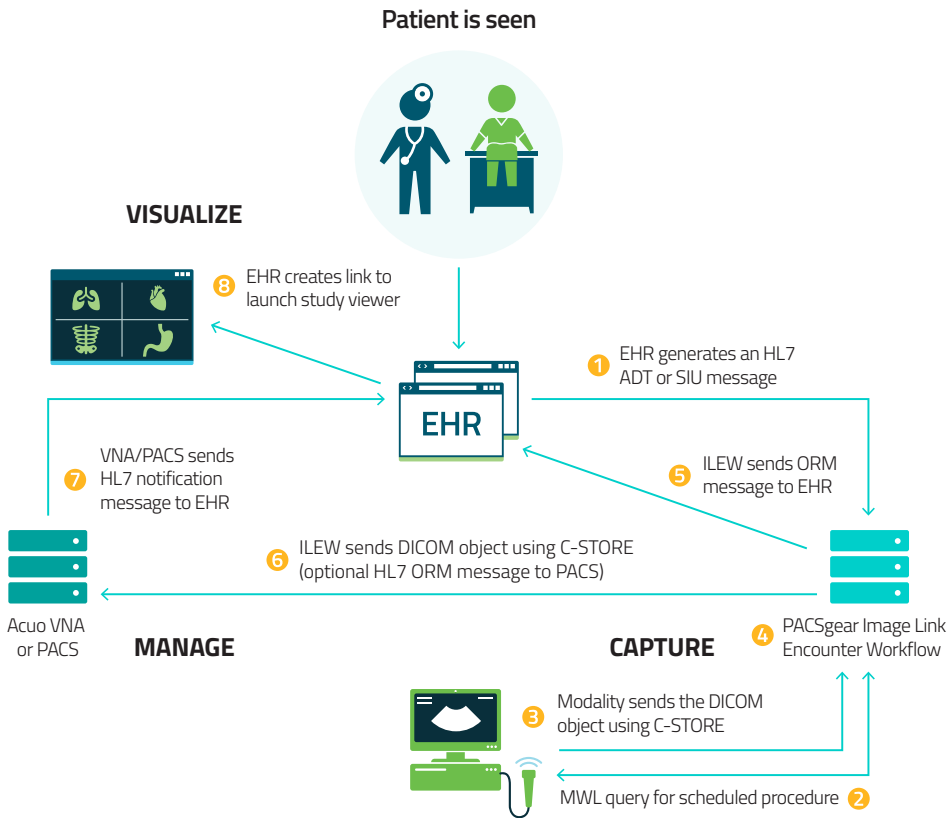 Patient is seen
VISUALIZE
8 EHR creates link to
launch study viewer
1 EHR generates an HL7
ADT or SIU message
EHR
7 VNA/PACS sends
HL7 notification
message to EHR
5 ILEW sends ORM
message to EHR
6 ILEW sends DICOM object using C-STORE
(optional HL7 ORM message to PACS)
Acuo VNA
or PACS
MANAGE
CAPTURE
4 PACSgear Image Link
Encounter Workflow
3 Modality sends the DICOM
object using C-STORE
MWL query for scheduled procedure 2